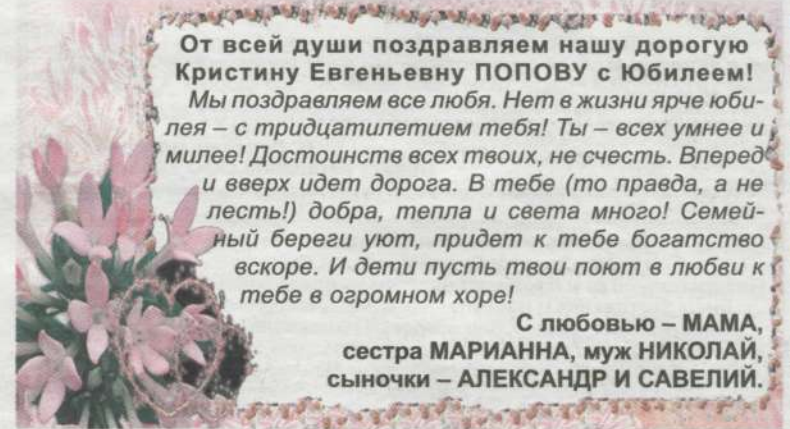 От всей души поздравляем нашу дорогую
Кристину Евгеньевну ПОПОВУ с Юбилеем!
Мы поздравляем все любя. Нет в жизни ярче юби-
лея – с тридцатилетием тебя! Ты – всех умнее и
милее! Достоинств всех твоих, не счесть. Вперед
и вверх идет дорога. В тебе (то правда, а не
лесть!) добра, тепла и света много! Семей-
ный береги уют, придет к тебе богатство
вскоре. И дети пусть твои поют в любви к
тебе в огромном хоре!
С любовью – МАМА,
сестра МАРИАННА, муж НИКОЛАЙ,
сыночки – АЛЕКСАНДР И САВЕЛИЙ.